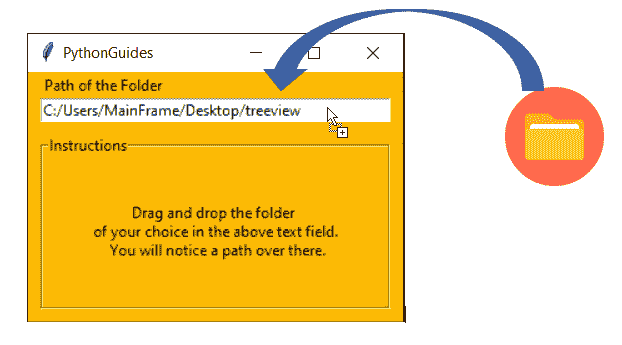 PythonGuides
Path of the Folder
C:/Users/MainFrame/Desktop/treeview
Instructions
Drag and drop the folder
of your choice in the above text field.
You will notice a path over there.